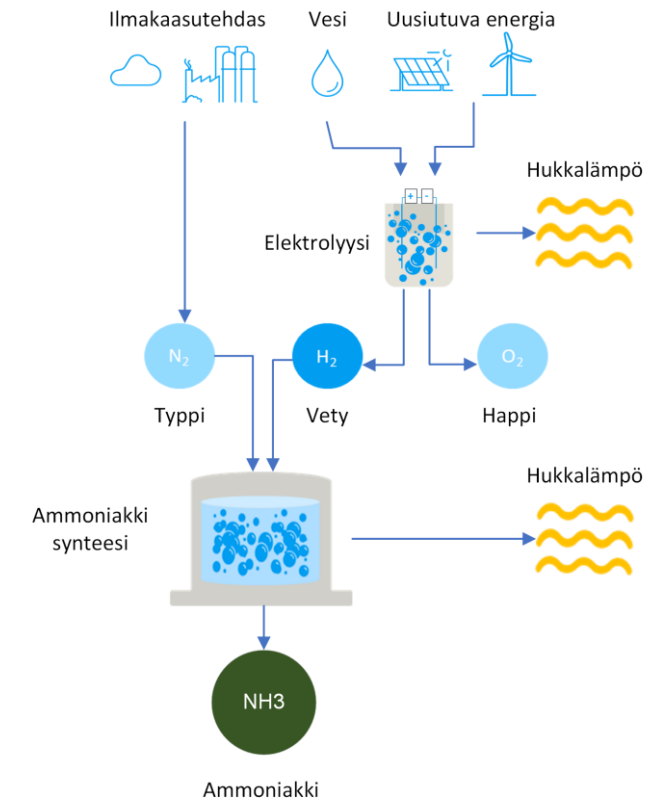 Ilmakaasutehdas
Vesi
Uusiutuva energia
Hukkalämpö
+ -
Elektrolyysi
N₂
H₂
O₂
Typpi
Vety
Happi
Hukkalämpö
Ammoniakki
synteesi
NH3
Ammoniakki